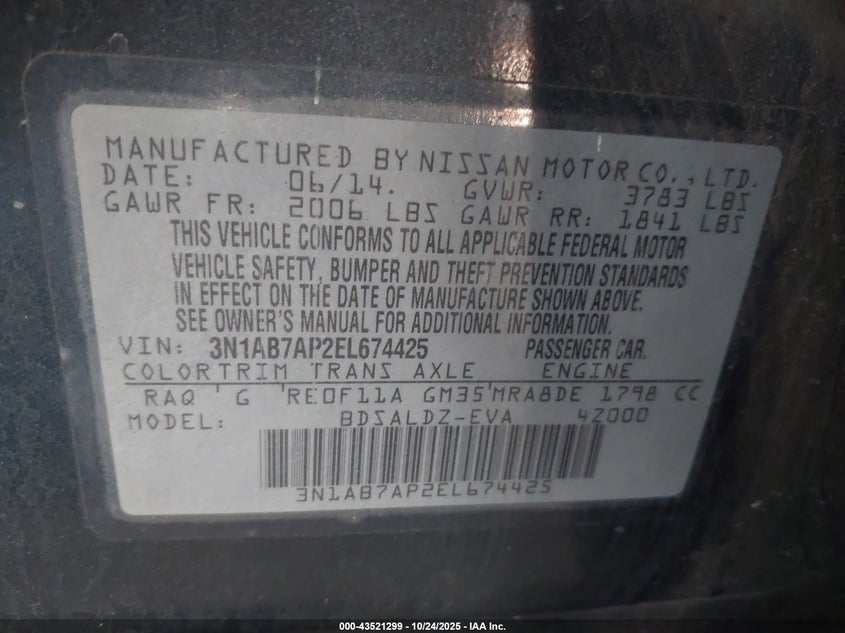 MANUFACTURED BY NISSAN MOTOR CO., LTD.
DATE: 06/14. GVWR: 3783 LBS
GAWR FR: 2006 LBS GAWR RR: 1841 LBS
THIS VEHICLE CONFORMS TO ALL APPLICABLE FEDERAL MOTOR
VEHICLE SAFETY, BUMPER AND THEFT PREVENTION STANDARDS
IN EFFECT ON THE DATE OF MANUFACTURE SHOWN ABOVE.
SEE OWNER'S MANUAL FOR ADDITIONAL INFORMATION.
VIN: 3N1AB7AP2EL674425 PASSENGER CAR.
COLOR TRIM TRANS AXLE ENGINE
RAQ G RE0F11A GM35 MRA8DE 1798 CC
MODEL: BDSALDZ-EVA 4Z000
3N1AB7AP2EL674425
000-43521299 - 10/24/2025 - IAA Inc.